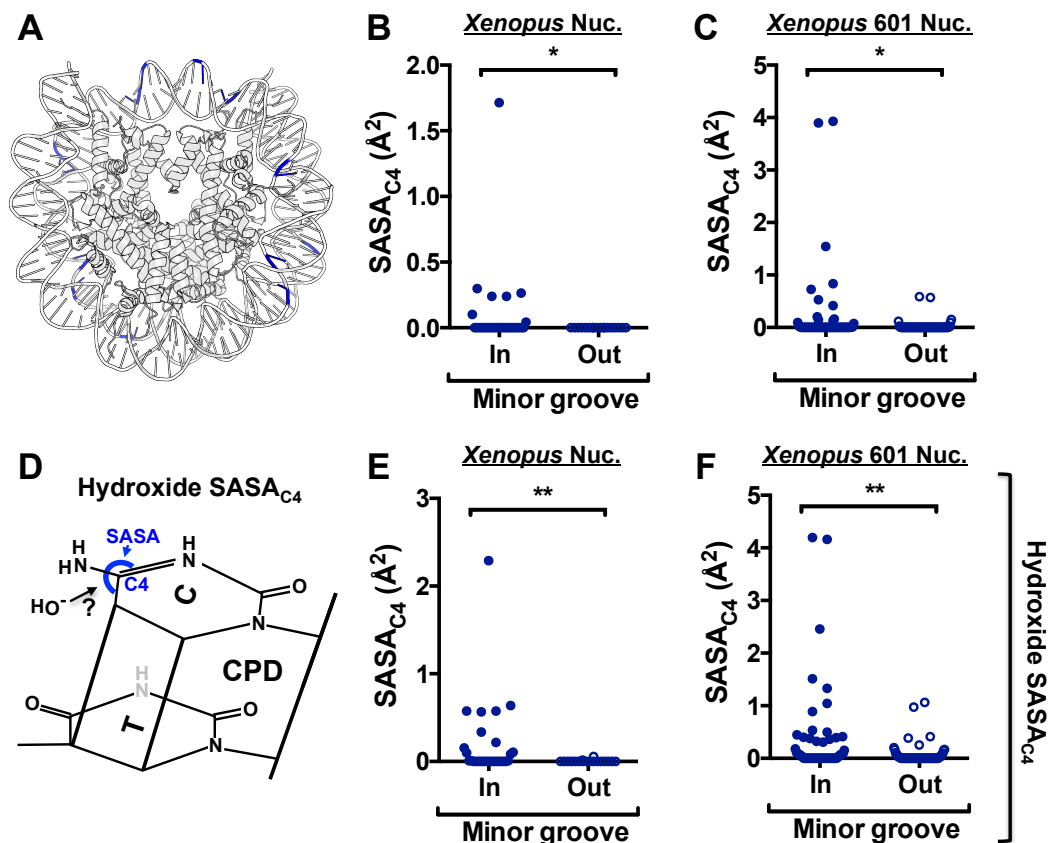 A
B
Xenopus Nuc.
*
SASAC4 (Å2)
2.0
1.5
1.0
0.5
0.0
In
Out
Minor groove
C
Xenopus 601 Nuc.
*
SASAC4 (Å2)
5
4
3
2
1
0
In
Out
Minor groove
D
Hydroxide SASAC4
SASA
H
HN
H
N
C4
HO-
?
C
O
N
CPD
H
N
O
O
T
N
E
Xenopus Nuc.
**
SASAC4 (Å2)
3
2
1
0
In
Out
Minor groove
F
Xenopus 601 Nuc.
**
SASAC4 (Å2)
5
4
3
2
1
0
In
Out
Minor groove
Hydroxide SASAC4